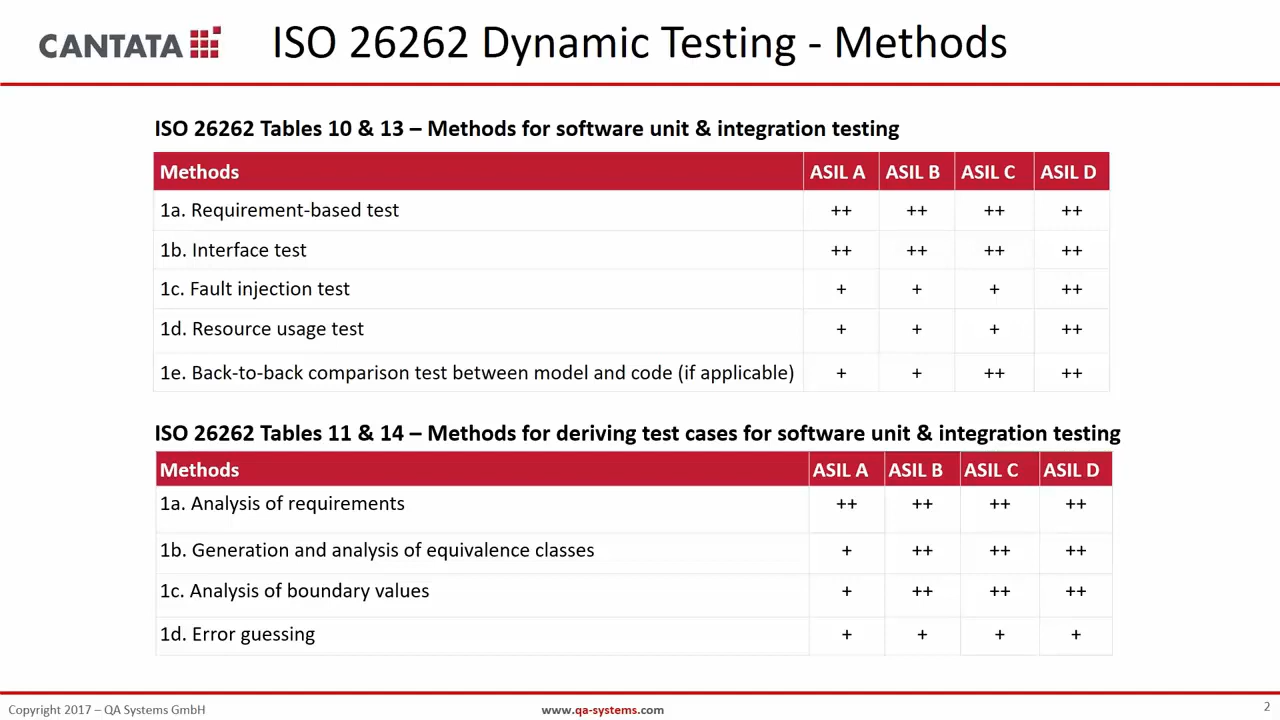 CANTATA
ISO 26262 Dynamic Testing - Methods
ISO 26262 Tables 10 & 13 – Methods for software unit & integration testing
Methods ASIL A ASIL B ASIL C ASIL D
1a. Requirement-based test ++ ++ ++ ++
1b. Interface test ++ ++ ++ ++
1c. Fault injection test + + + ++
1d. Resource usage test + + + ++
1e. Back-to-back comparison test between model and code (if applicable) + + ++ ++
ISO 26262 Tables 11 & 14 – Methods for deriving test cases for software unit & integration testing
Methods ASIL A ASIL B ASIL C ASIL D
1a. Analysis of requirements ++ ++ ++ ++
1b. Generation and analysis of equivalence classes + ++ ++ ++
1c. Analysis of boundary values + ++ ++ ++
1d. Error guessing + + + +
Copyright 2017 – QA Systems GmbH www.qa-systems.com 2